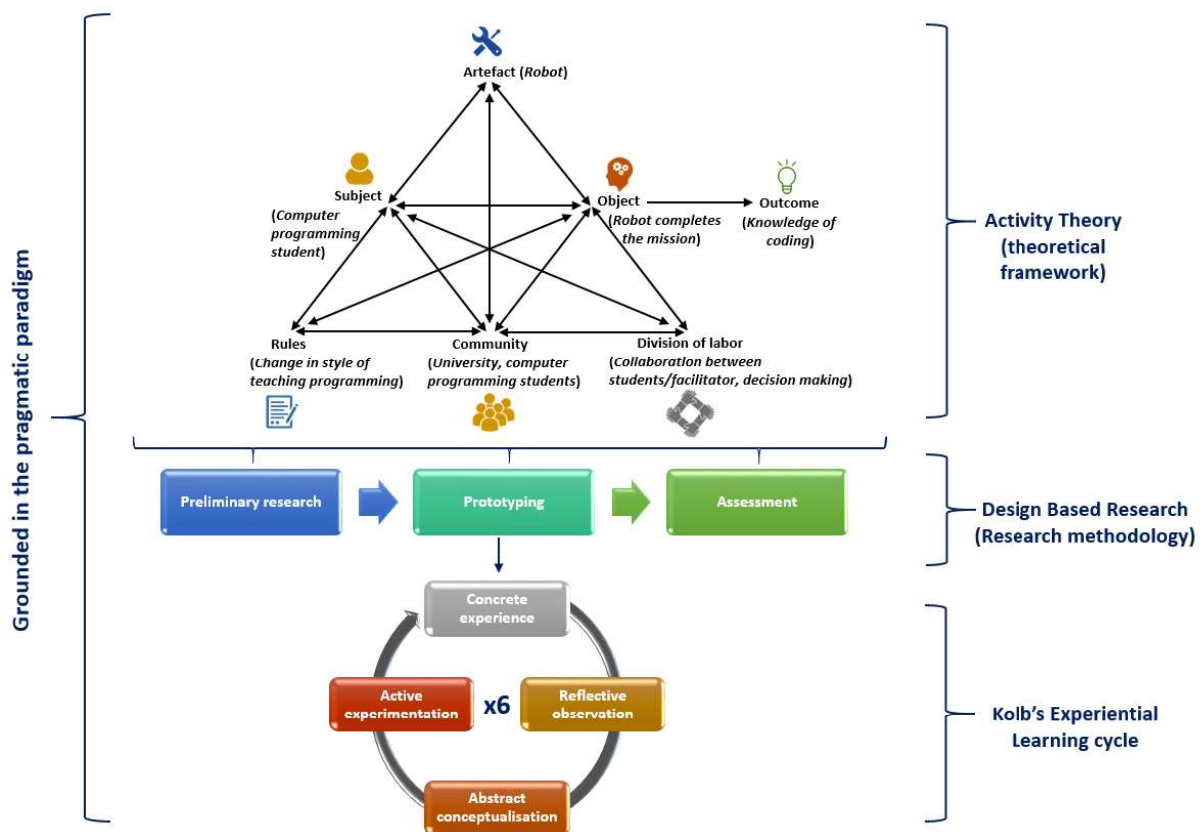 Grounded in the pragmatic paradigm
Artefact (Robot)
Subject
(Computer
programming
student)
Object
(Robot completes
the mission)
Outcome
(Knowledge of
coding)
Rules
(Change in style of
teaching programming)
Community
(University, computer
programming students)
Division of labor
(Collaboration between
students/facilitator, decision making)
Activity Theory
(theoretical
framework)
Preliminary research
Prototyping
Assessment
Design Based Research
(Research methodology)
Concrete
experience
Active
experimentation
x6
Reflective
observation
Abstract
conceptualisation
Kolb's Experiential
Learning cycle